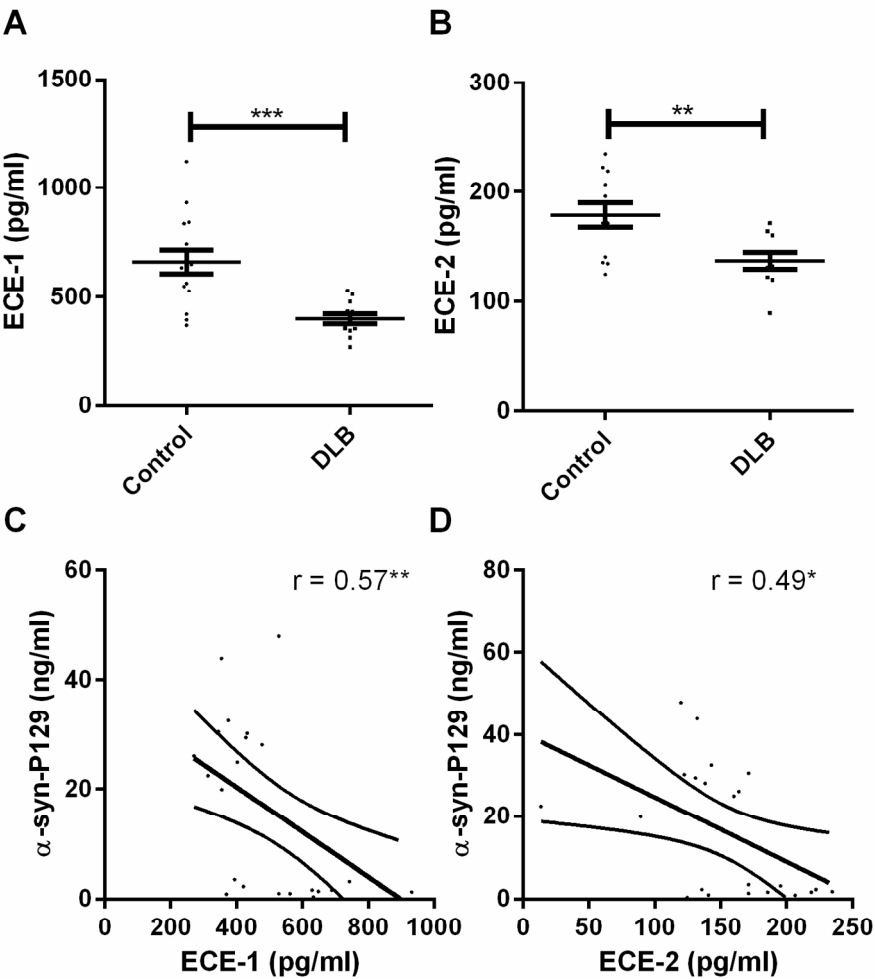 A
1500
1000
500
0
ECE-1 (pg/ml)
***
Control
DLB
B
300
200
100
0
ECE-2 (pg/ml)
**
Control
DLB
C
60
40
20
0
α-syn-P129 (ng/ml)
r = 0.57**
0 200 400 600 800 1000
ECE-1 (pg/ml)
D
80
60
40
20
0
α-syn-P129 (ng/ml)
r = 0.49*
0 50 100 150 200 250
ECE-2 (pg/ml)